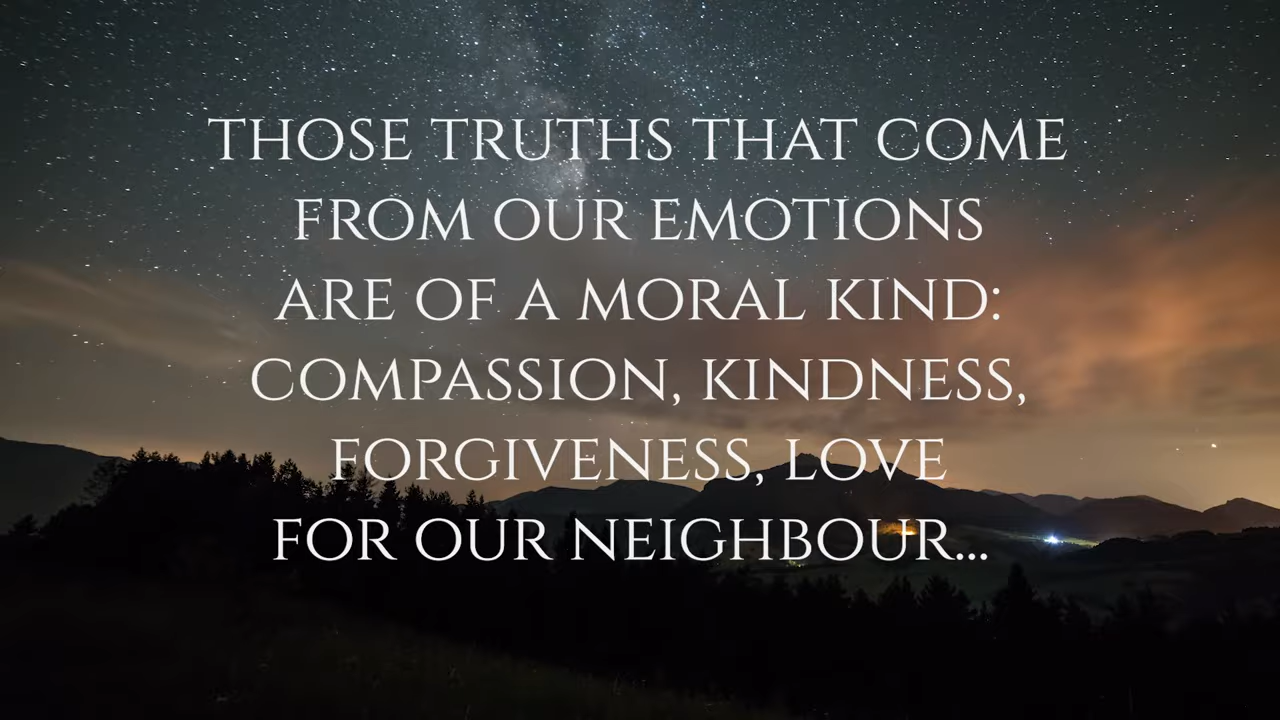 THOSE TRUTHS THAT COME
FROM OUR EMOTIONS
ARE OF A MORAL KIND:
COMPASSION, KINDNESS,
FORGIVENESS, LOVE
FOR OUR NEIGHBOUR...